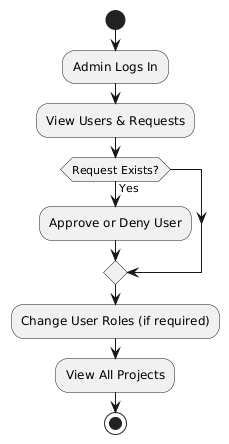 Admin Logs In
View Users & Requests
Request Exists?
Yes
Approve or Deny User
Change User Roles (if required)
View All Projects